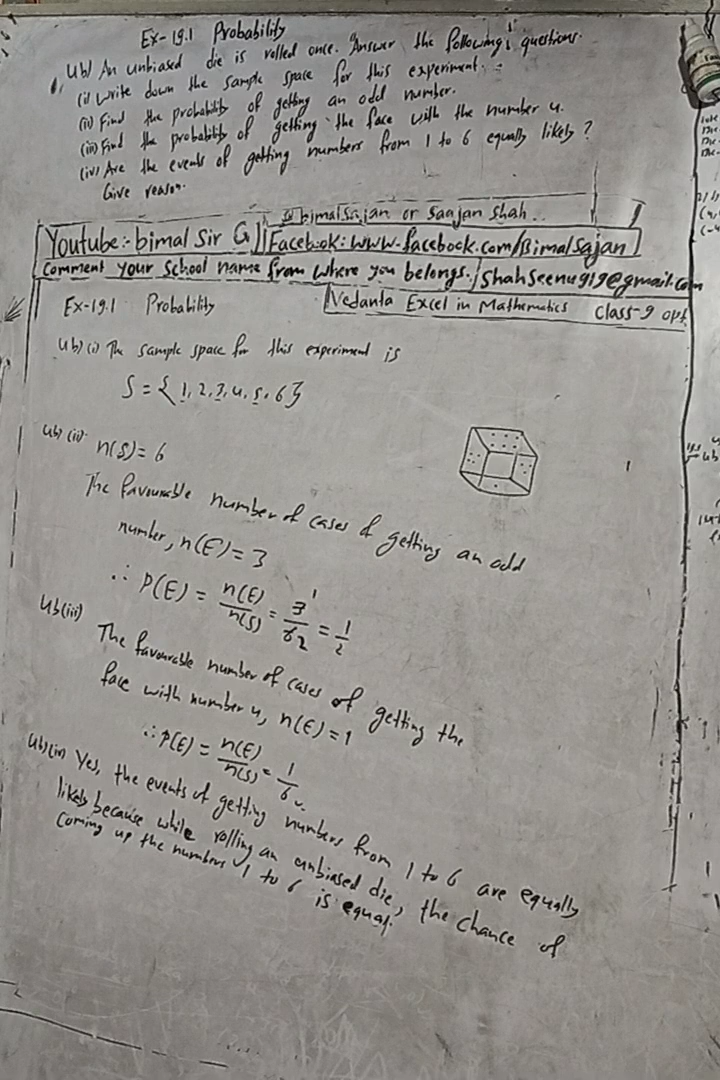 Ex-19.1 Probability
4b) An unbiased die is rolled once. Answer the following questions.
(i) Write down the sample space for this experiment.
(ii) Find the probability of getting an odd number.
(iii) Find the probability of getting the face with the number 4.
(iv) Are the events of getting numbers from 1 to 6 equally likely?
Give reason.
bimalsajan or Saajan Shah..
Youtube:- bimal Sir G
Facebook: www.facebook.com/BimalSajan
Comment your School name from where you belongs. / Shahseenu919@gmail.com
Ex-19.1 Probability
Vedanta Excel in Mathematics Class-9 opt
4b) (i) The sample space for this experiment is
S = { 1, 2, 3, 4, 5, 6 }
4b) (ii)
n(S) = 6
The favourable number of cases of getting an odd
number, n(E) = 3
∴ P(E) = n(E)/n(S) = 3/6 = 1/2
4b(iii)
The favourable number of cases of getting the
face with number 4, n(E) = 1
∴ P(E) = n(E)/n(S) = 1/6
4b)(iv) Yes, the events of getting numbers from 1 to 6 are equally
likely because while rolling an unbiased die, the chance of
coming up the numbers 1 to 6 is equal.